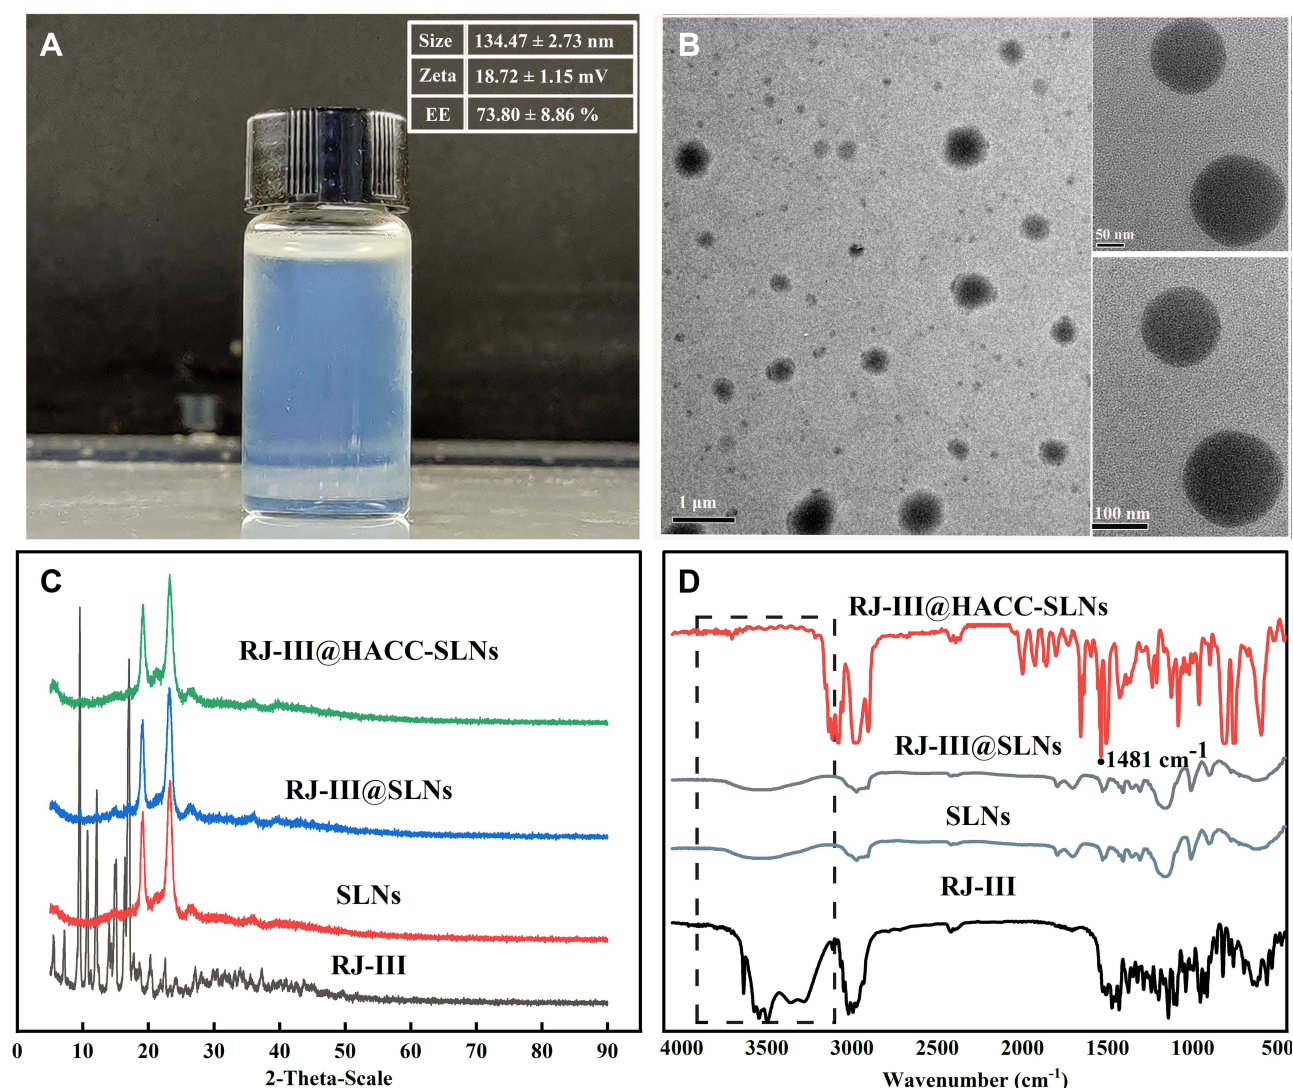 A
Size 134.47 ± 2.73 nm
Zeta 18.72 ± 1.15 mV
EE 73.80 ± 8.86 %
B
1 μm
50 nm
100 nm
C
RJ-III@HACC-SLNs
RJ-III@SLNs
SLNs
RJ-III
0 10 20 30 40 50 60 70 80 90
2-Theta-Scale
D
RJ-III@HACC-SLNs
RJ-III@SLNs
1481 cm⁻¹
SLNs
RJ-III
4000 3500 3000 2500 2000 1500 1000 500
Wavenumber (cm⁻¹)